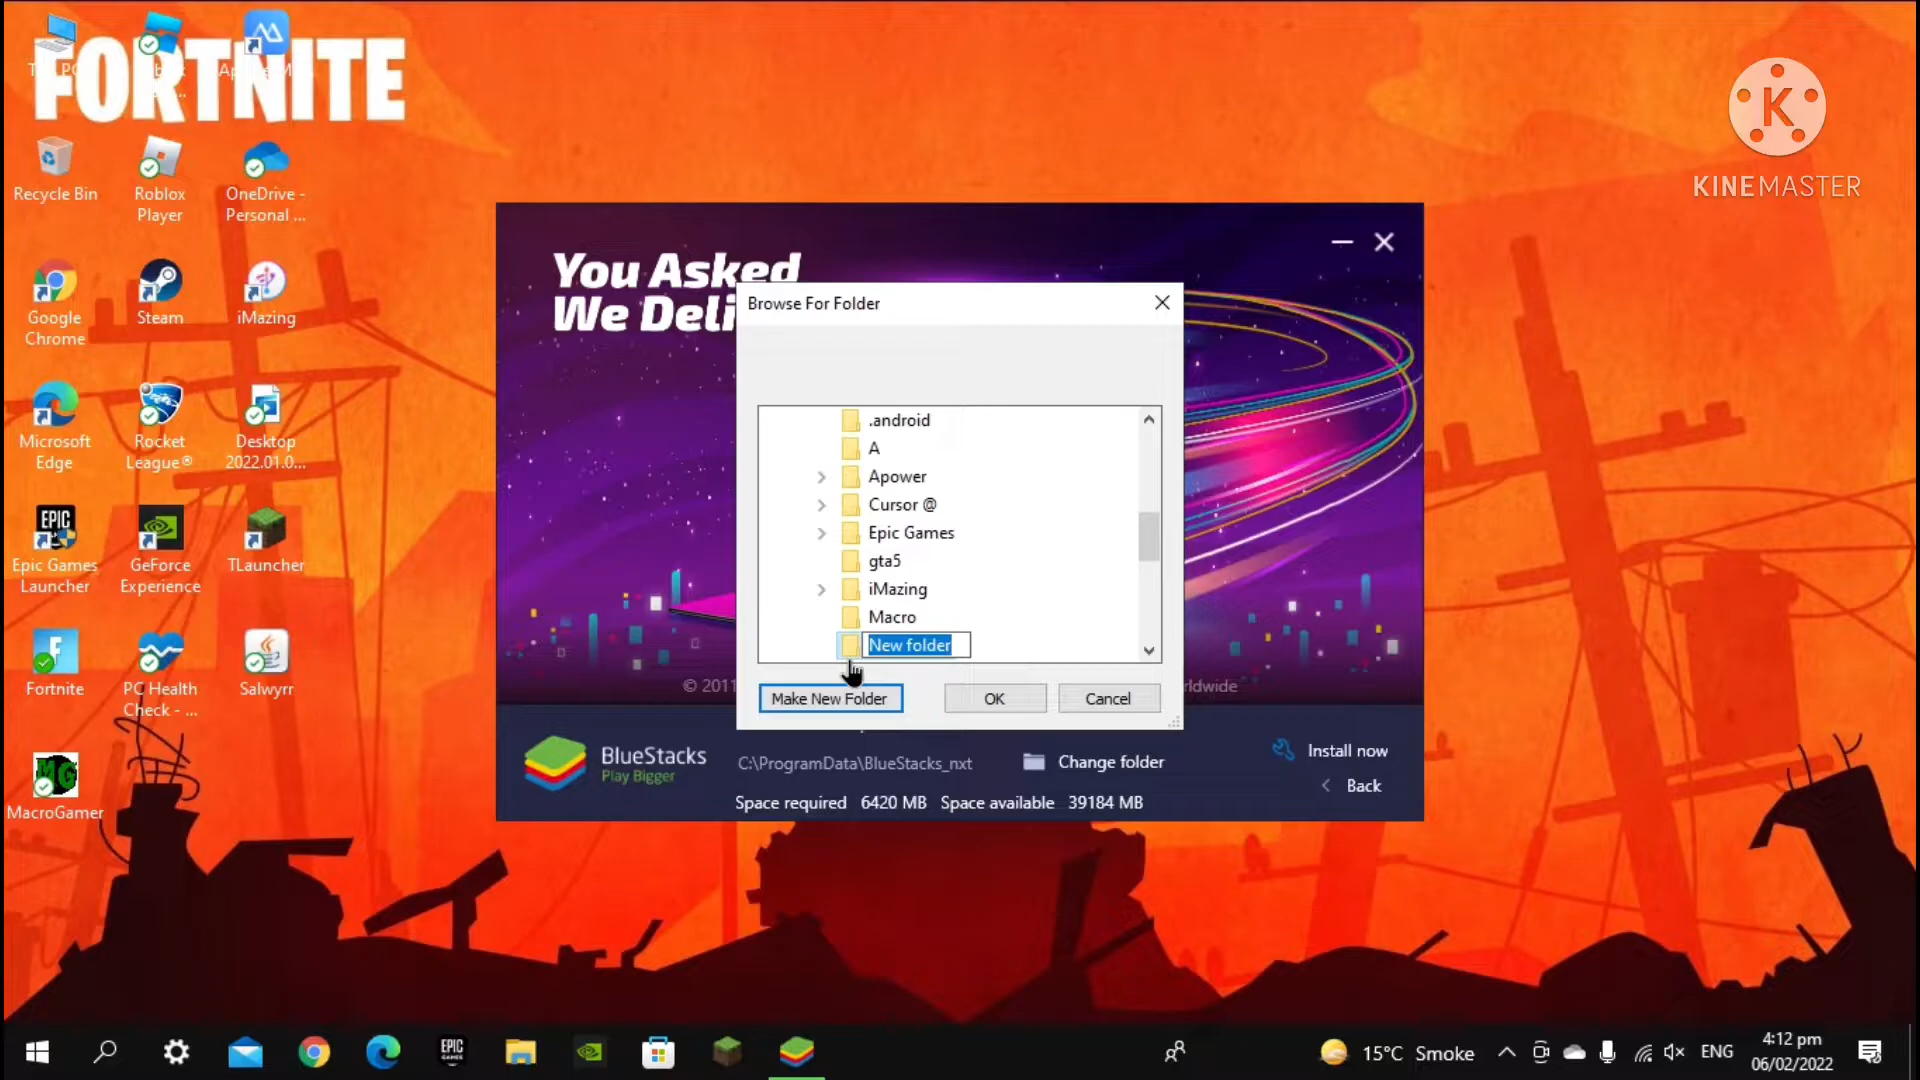 FORTNITE
KINEMASTER
Recycle Bin
Roblox
Player
OneDrive -
Personal ...
Google
Chrome
Steam
iMazing
Microsoft
Edge
Rocket
League®
Desktop
2022.01.0...
EPIC
Epic Games
Launcher
GeForce
Experience
TLauncher
Fortnite
PC Health
Check - ...
Salwyrr
MG
MacroGamer
You Asked
We Deli
Browse For Folder
.android
A
Apower
Cursor @
Epic Games
gta5
iMazing
Macro
New folder
Make New Folder
OK
Cancel
© 2011
rldwide
BlueStacks
Play Bigger
C:\ProgramData\BlueStacks_nxt
Change folder
Install now
Back
Space required 6420 MB Space available 39184 MB
EPIC
GAMES
15°C Smoke
ENG
4:12 pm
06/02/2022